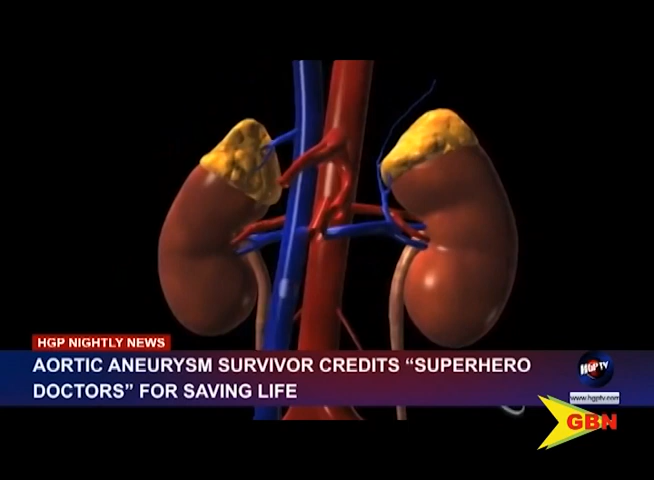 HGP NIGHTLY NEWS
AORTIC ANEURYSM SURVIVOR CREDITS “SUPERHERO
DOCTORS” FOR SAVING LIFE
HGPTV
www.hgptv.com
GBN